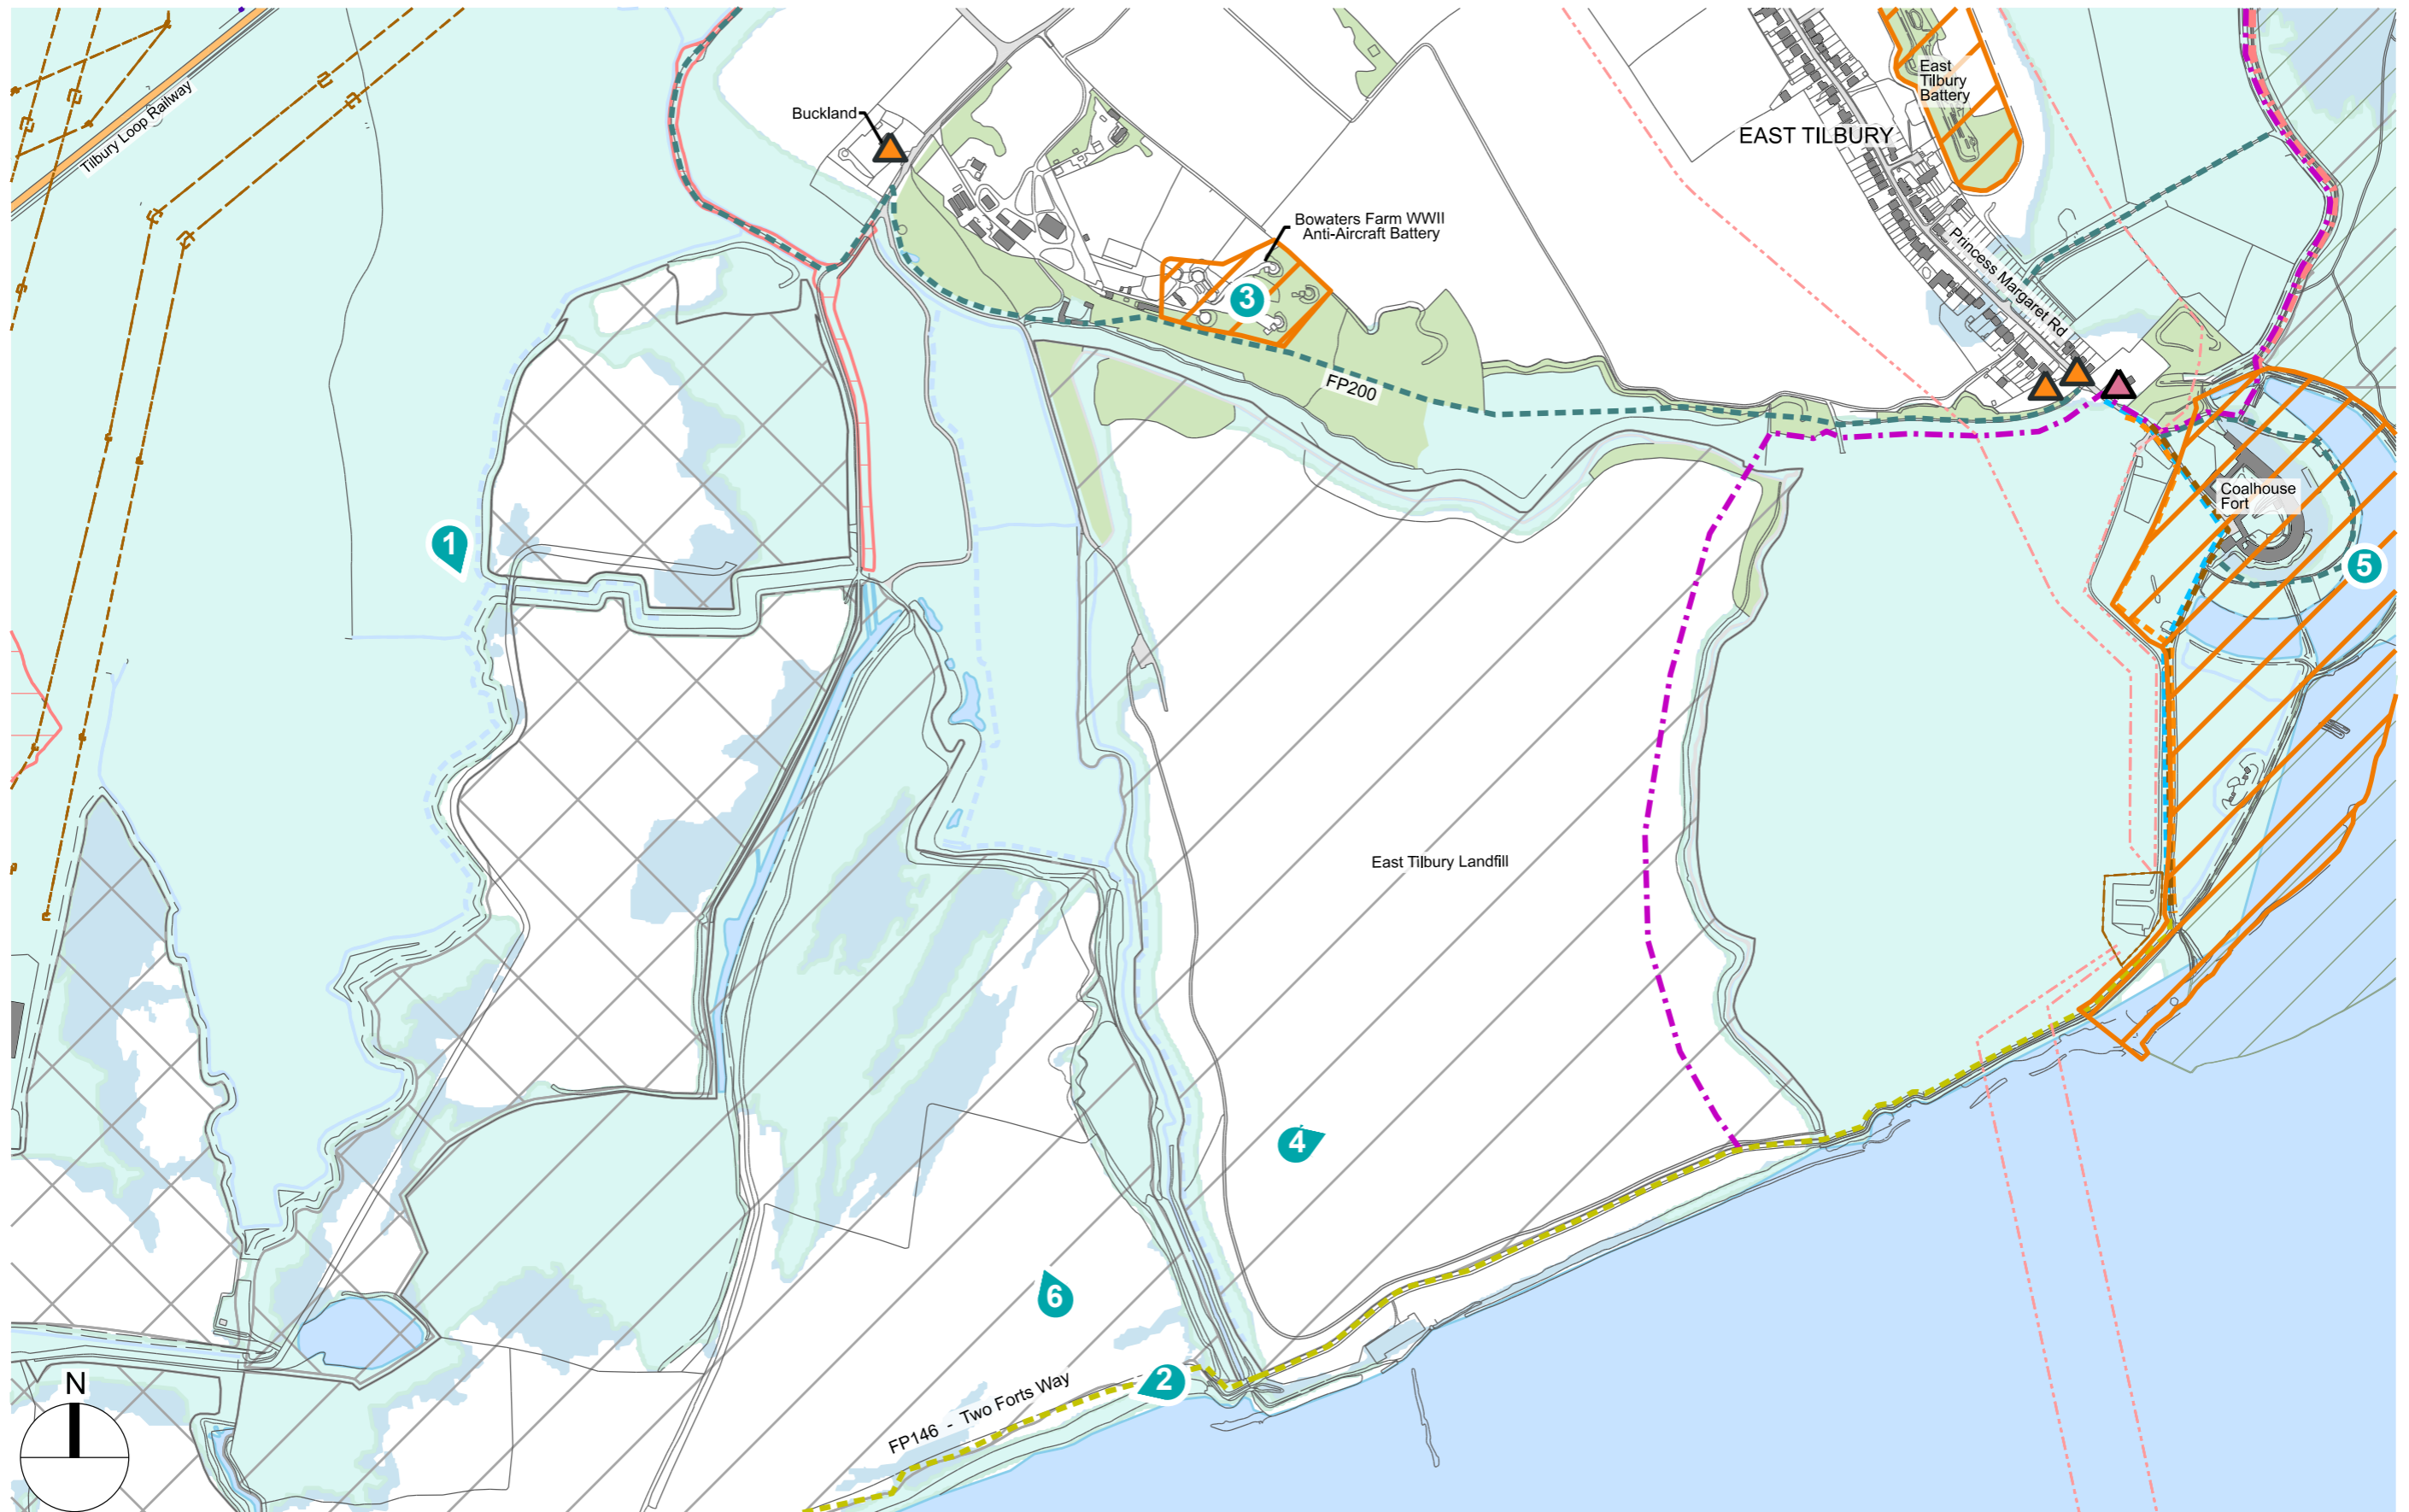 Tilbury Loop Railway
Buckland
East
Tilbury
Battery
EAST TILBURY
Bowaters Farm WWII
Anti-Aircraft Battery
3
Princess Margaret Rd
FP200
Coalhouse
Fort
1
5
East Tilbury Landfill
4
6
2
FP146 - Two Forts Way
N